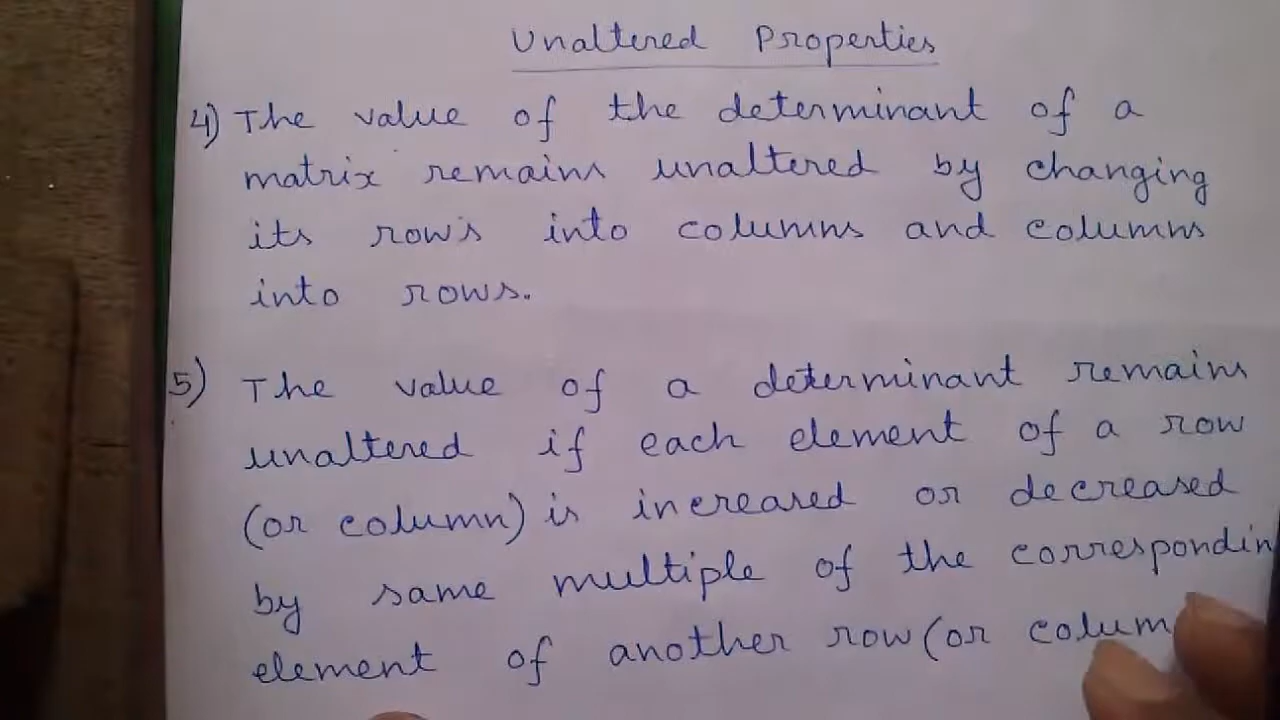 Unaltered Properties
4) The value of the determinant of a
matrix remains unaltered by changing
its rows into columns and columns
into rows.
5) The value of a determinant remains
unaltered if each element of a row
(or column) is increased or decreased
by same multiple of the correspondin
element of another row (or colum